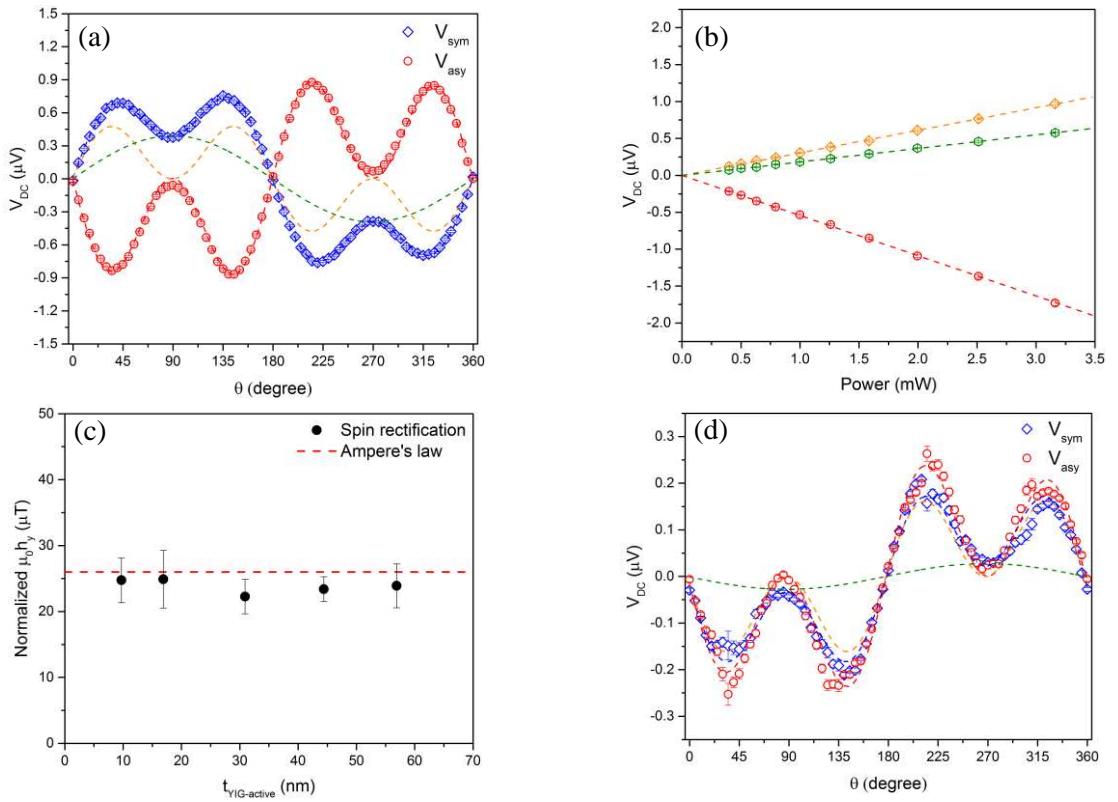 (a)
V_sym
V_asy
1.5
1.2
0.9
0.6
0.3
0.0
-0.3
-0.6
-0.9
-1.2
-1.5
V_DC (μV)
0 45 90 135 180 225 270 315 360
θ (degree)
(b)
2.0
1.5
1.0
0.5
0.0
-0.5
-1.0
-1.5
-2.0
V_DC (μV)
0.0 0.5 1.0 1.5 2.0 2.5 3.0 3.5
Power (mW)
(c)
Spin rectification
Ampere's law
50
40
30
20
10
0
Normalized μ₀h_y (μT)
0 10 20 30 40 50 60 70
t_YIG-active (nm)
(d)
V_sym
V_asy
0.3
0.2
0.1
0.0
-0.1
-0.2
-0.3
V_DC (μV)
0 45 90 135 180 225 270 315 360
θ (degree)